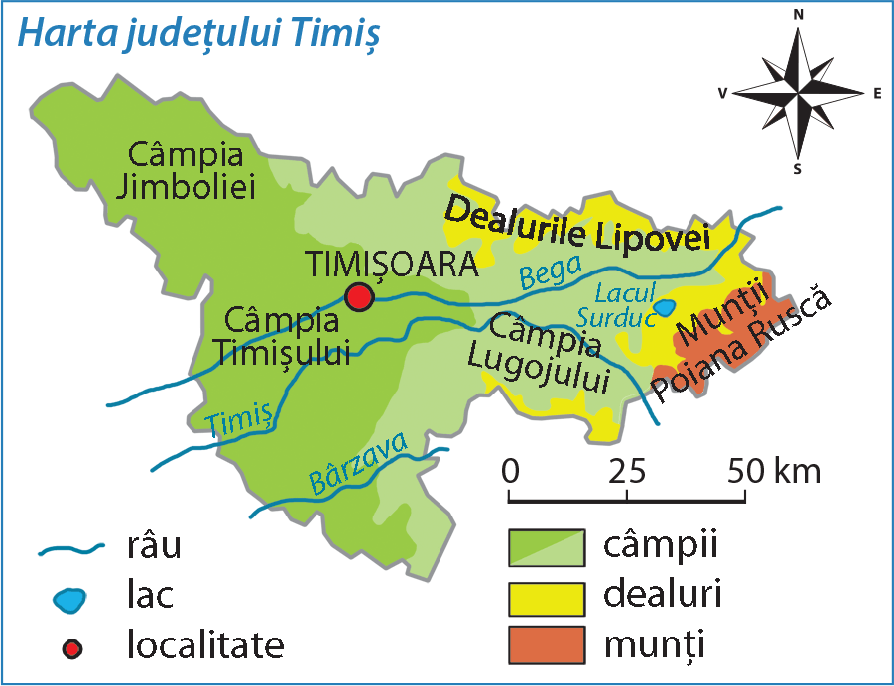 Harta județului Timiș
N
V
E
S
Câmpia
Jimboliei
Dealurile Lipovei
TIMIȘOARA
Bega
Lacul
Surduc
Munții
Poiana Ruscă
Câmpia
Timișului
Câmpia
Lugojului
Timiș
Bârzava
0 25 50 km
râu
lac
localitate
câmpii
dealuri
munți